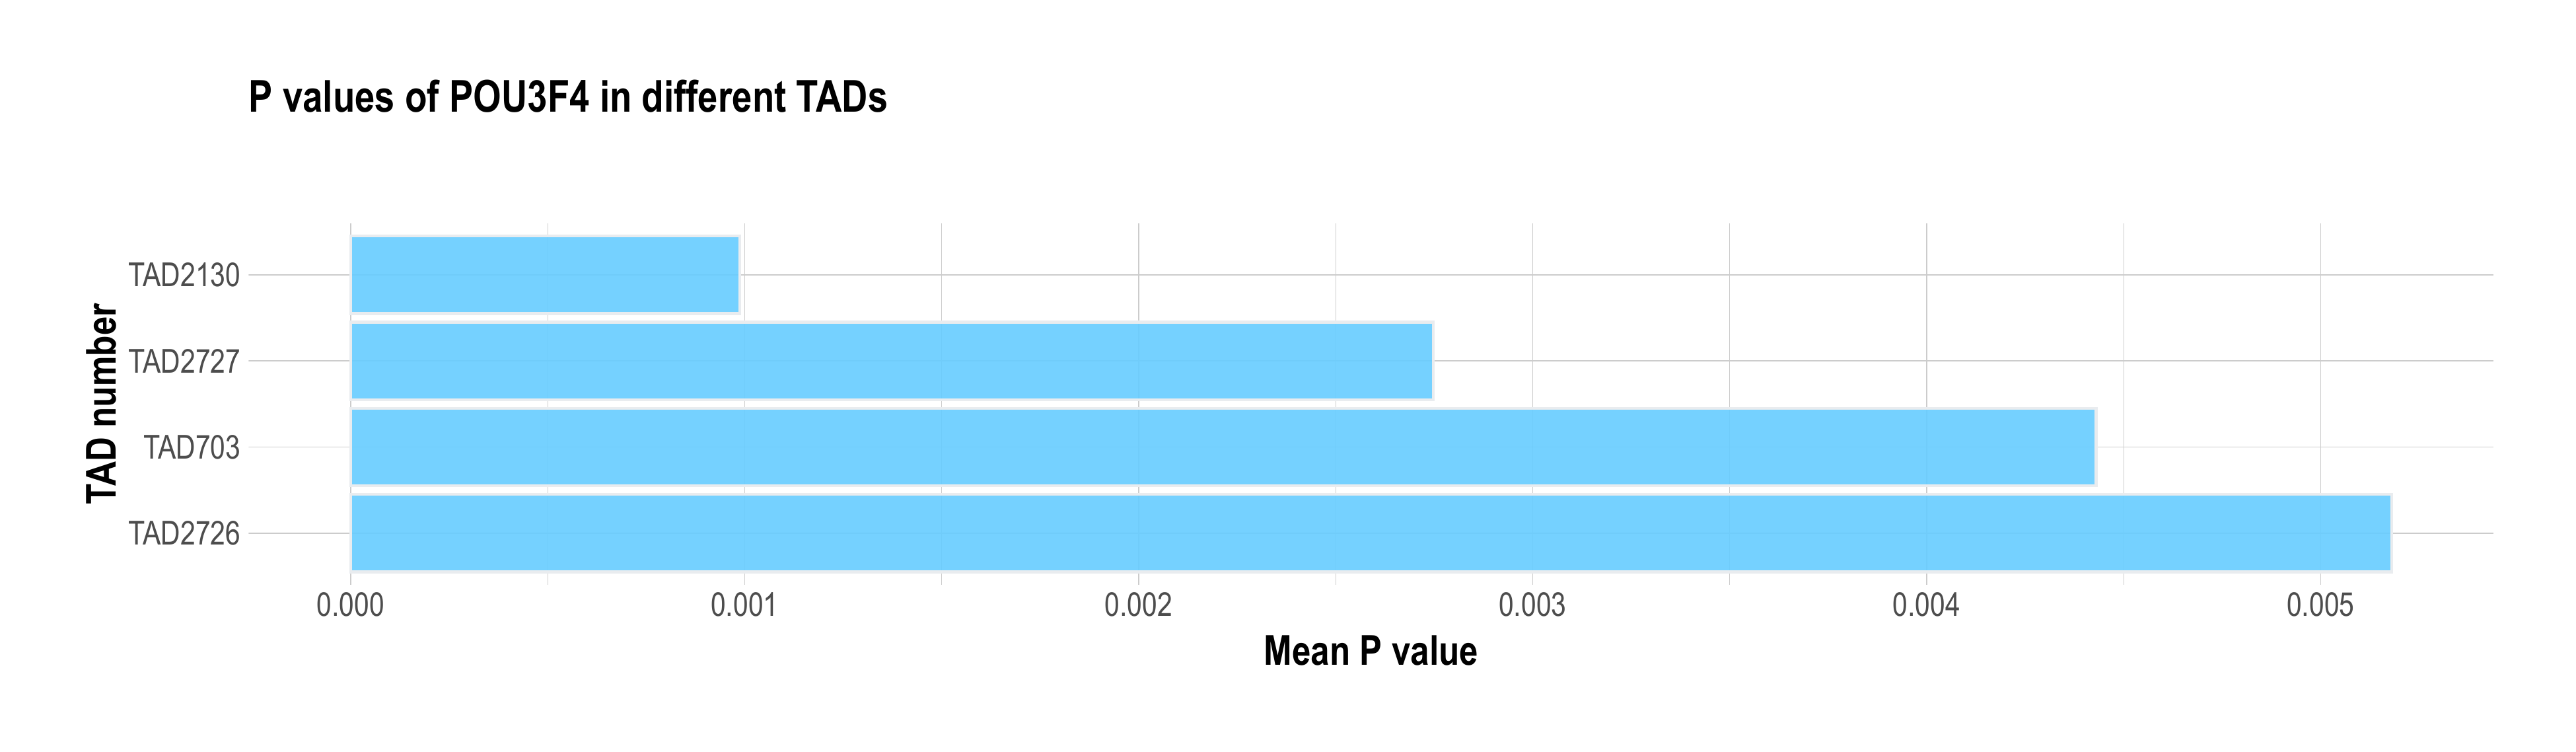 P values of POU3F4 in different TADs
TAD number
TAD2130
TAD2727
TAD703
TAD2726
0.000 0.001 0.002 0.003 0.004 0.005
Mean P value